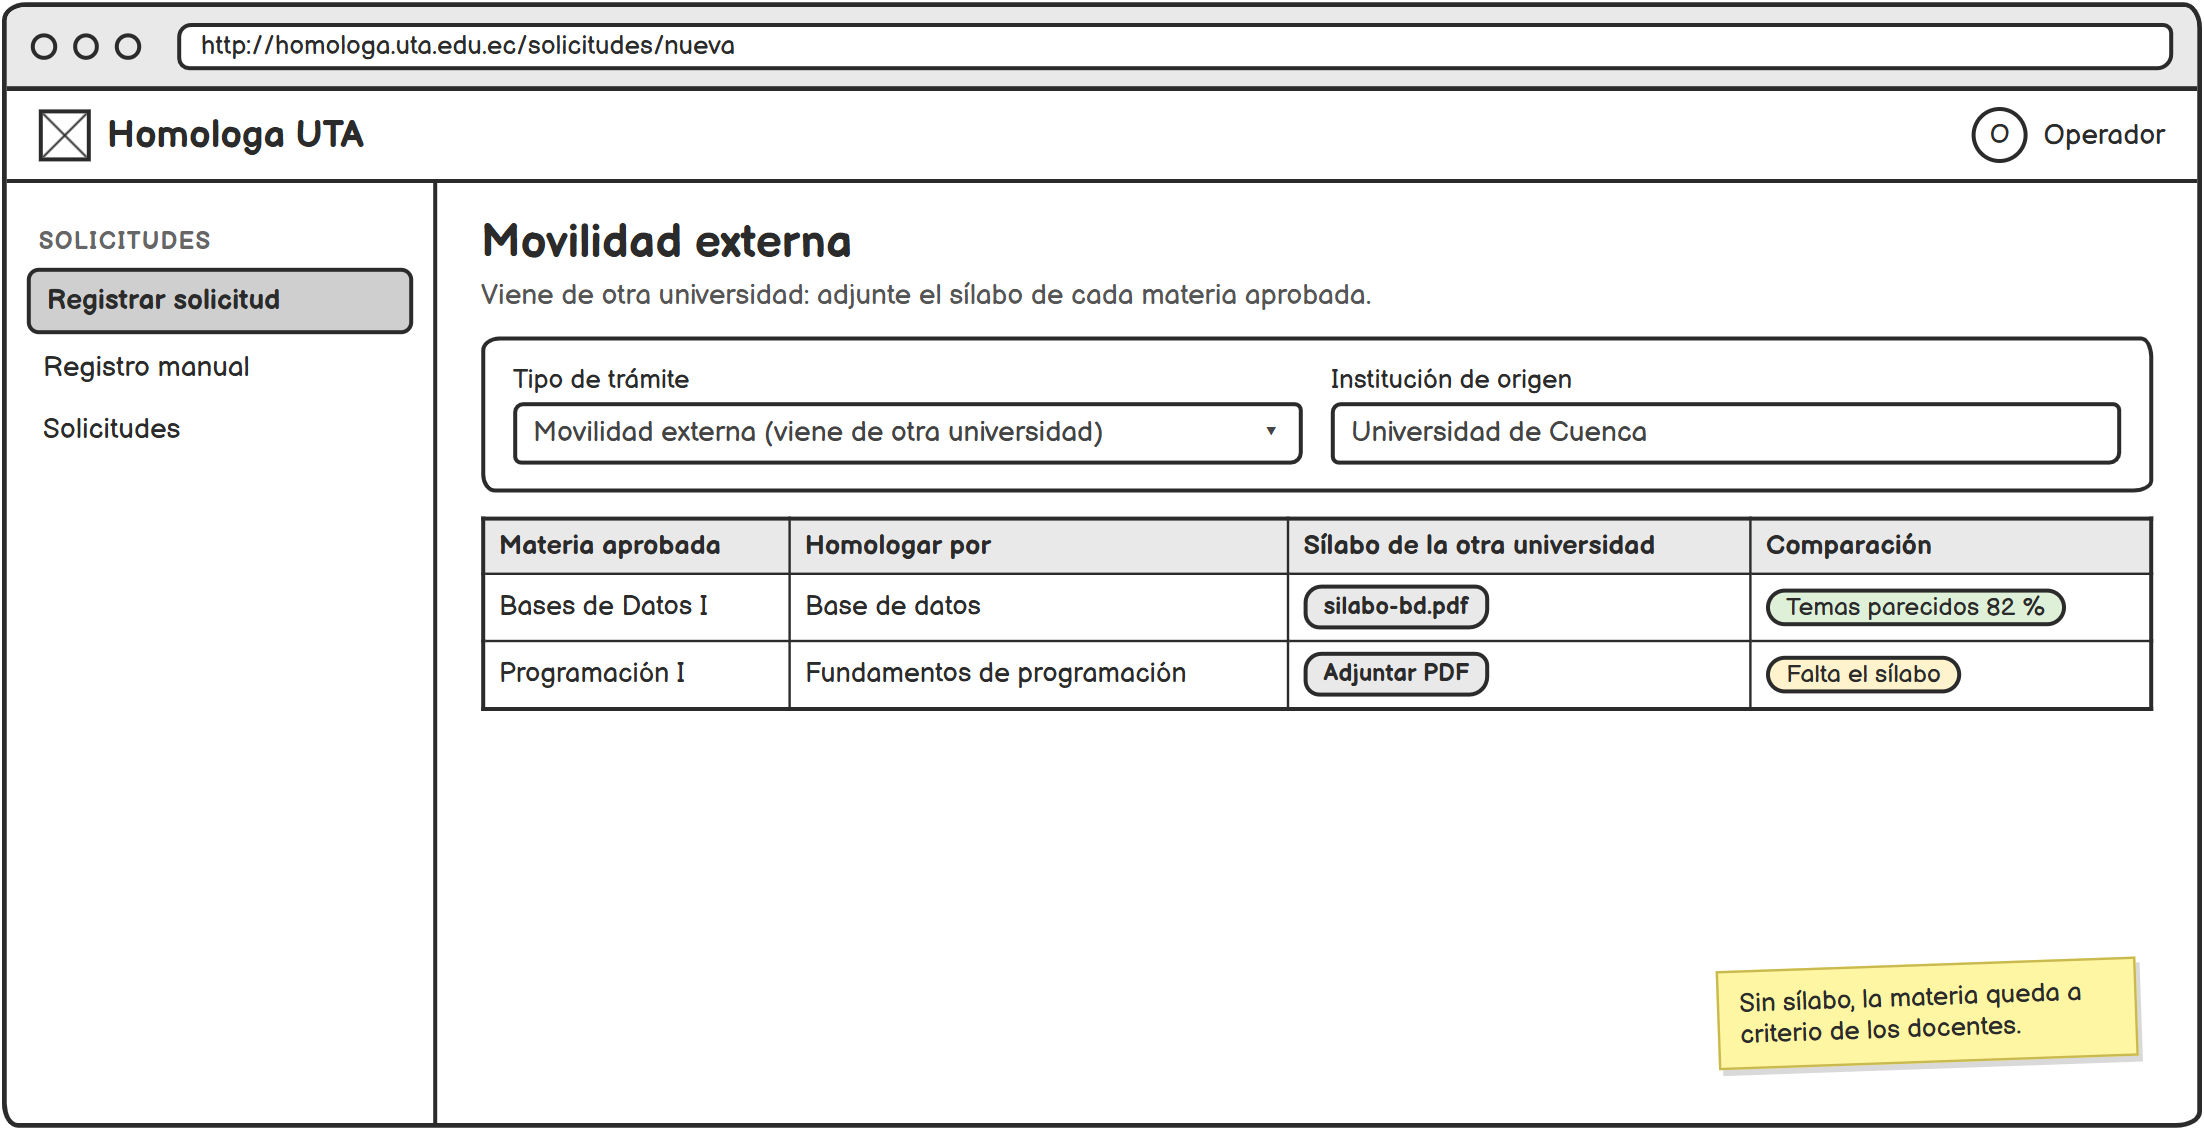 http://homologa.uta.edu.ec/solicitudes/nueva
Homologa UTA
O Operador
SOLICITUDES
Registrar solicitud
Registro manual
Solicitudes
Movilidad externa
Viene de otra universidad: adjunte el sílabo de cada materia aprobada.
Tipo de trámite
Movilidad externa (viene de otra universidad)
Institución de origen
Universidad de Cuenca
Materia aprobada Homologar por Sílabo de la otra universidad Comparación
Bases de Datos I Base de datos silabo-bd.pdf Temas parecidos 82 %
Programación I Fundamentos de programación Adjuntar PDF Falta el sílabo
Sin sílabo, la materia queda a
criterio de los docentes.